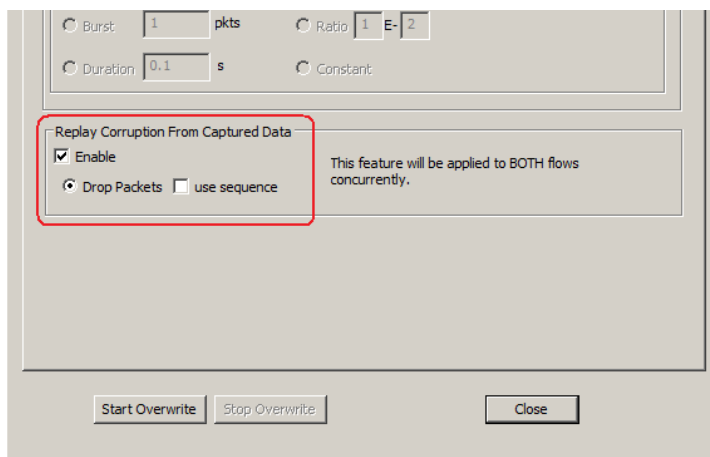 Burst 1 pkts Ratio 1 E- 2
Duration 0.1 s Constant
Replay Corruption From Captured Data
Enable
Drop Packets use sequence
This feature will be applied to BOTH flows
concurrently.
Start Overwrite Stop Overwrite Close